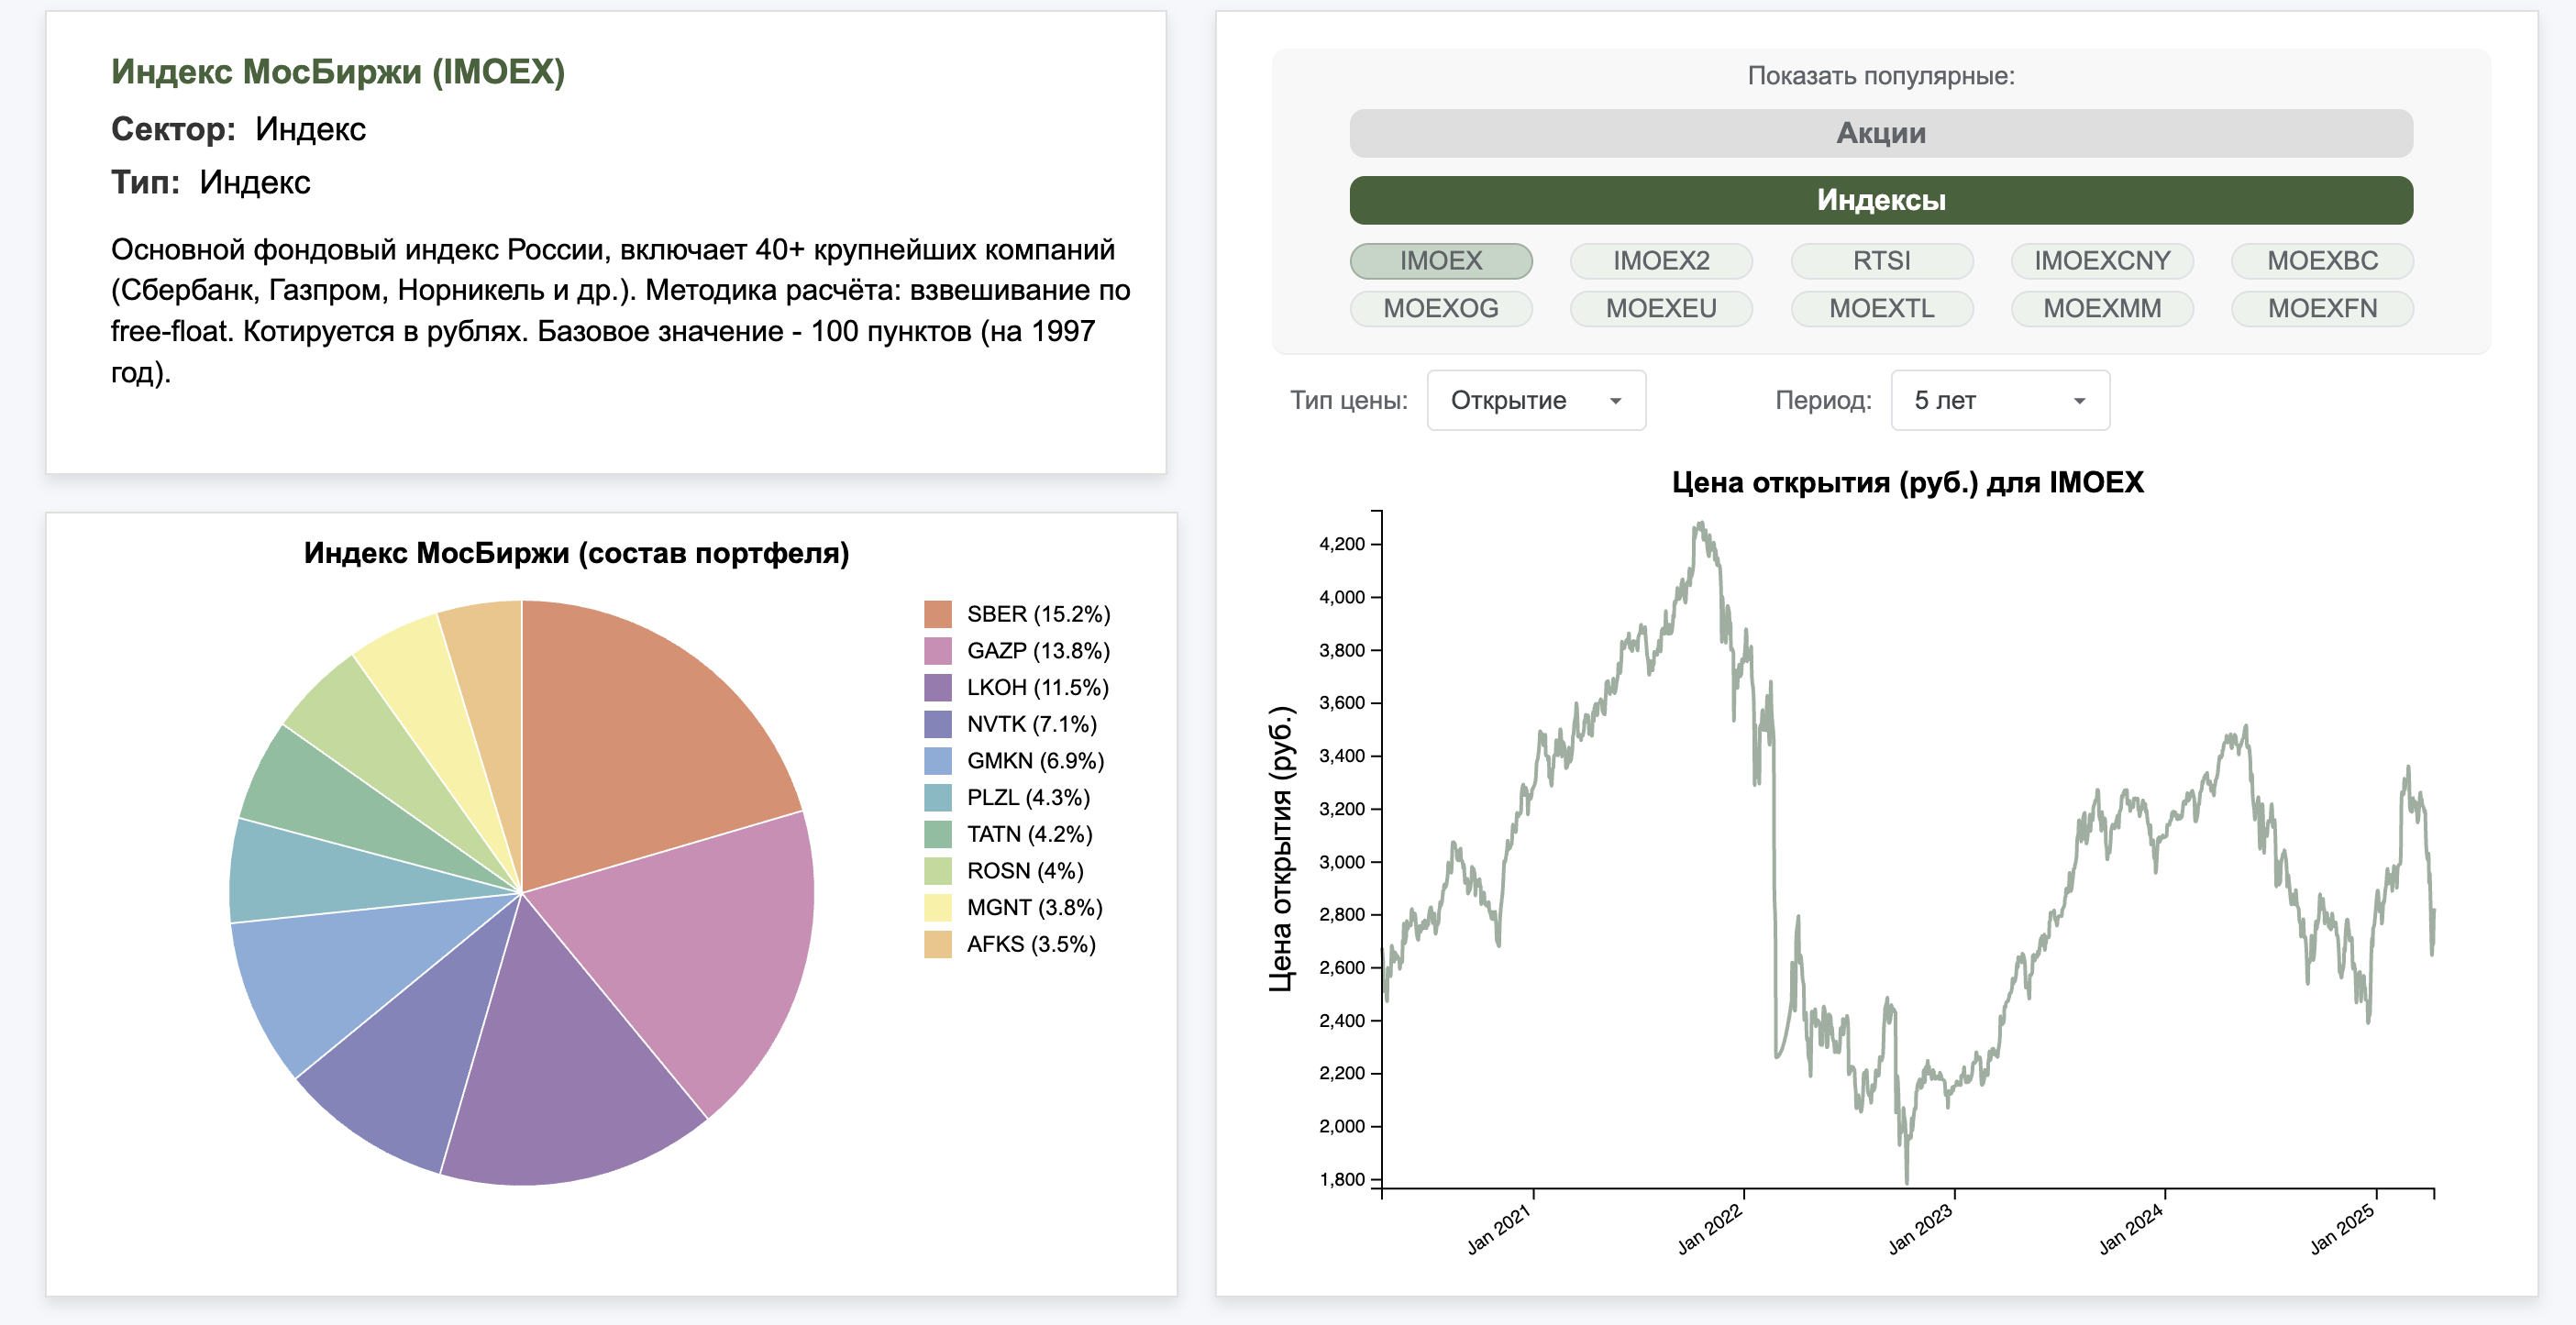 Индекс МосБиржи (IMOEX)
Сектор: Индекс
Тип: Индекс
Основной фондовый индекс России, включает 40+ крупнейших компаний
(Сбербанк, Газпром, Норникель и др.). Методика расчёта: взвешивание по
free-float. Котируется в рублях. Базовое значение - 100 пунктов (на 1997
год).
Индекс МосБиржи (состав портфеля)
SBER (15.2%)
GAZP (13.8%)
LKOH (11.5%)
NVTK (7.1%)
GMKN (6.9%)
PLZL (4.3%)
TATN (4.2%)
ROSN (4%)
MGNT (3.8%)
AFKS (3.5%)
Показать популярные:
Акции
Индексы
IMOEX IMOEX2 RTSI IMOEXCNY MOEXBC
MOEXOG MOEXEU MOEXTL MOEXMM MOEXFN
Тип цены: Открытие Период: 5 лет
Цена открытия (руб.) для IMOEX
Цена открытия (руб.)
4,200
4,000
3,800
3,600
3,400
3,200
3,000
2,800
2,600
2,400
2,200
2,000
1,800
Jan 2021 Jan 2022 Jan 2023 Jan 2024 Jan 2025